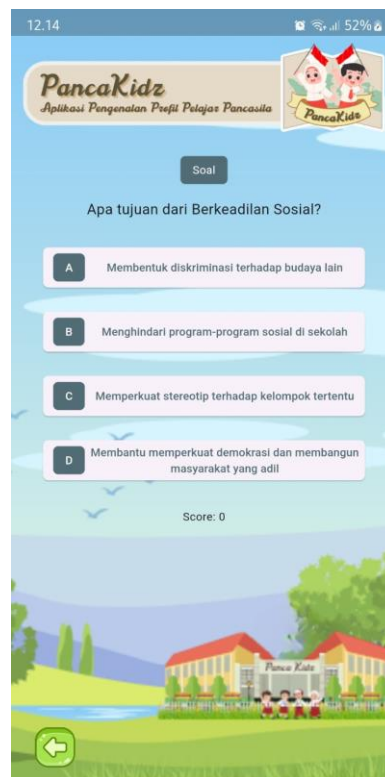 12.14
52%
PancaKidz
Aplikasi Pengenalan Profil Pelajar Pancasila
PancaKidz
Soal
Apa tujuan dari Berkeadilan Sosial?
A
Membentuk diskriminasi terhadap budaya lain
B
Menghindari program-program sosial di sekolah
C
Memperkuat stereotip terhadap kelompok tertentu
D
Membantu memperkuat demokrasi dan membangun
masyarakat yang adil
Score: 0
Panca Kidz